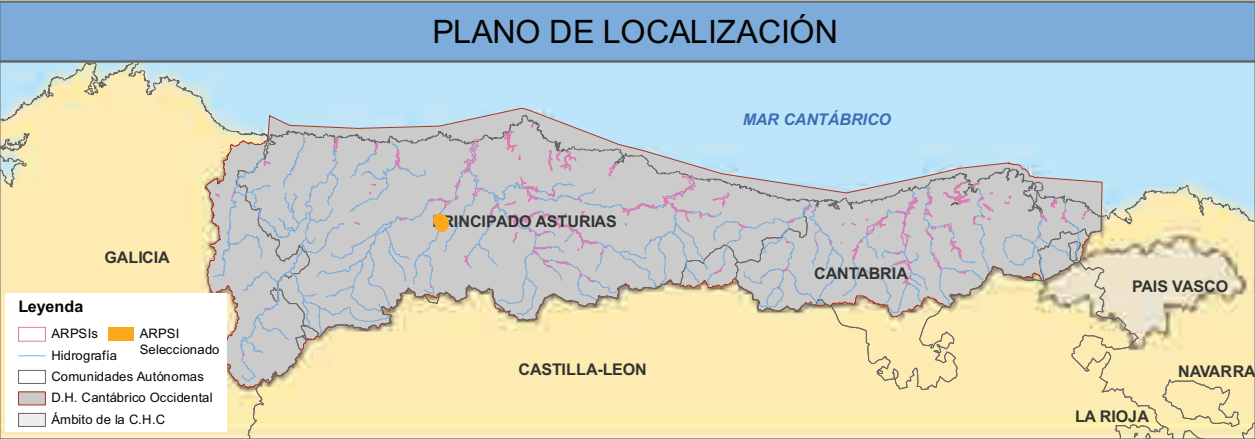 PLANO DE LOCALIZACIÓN
MAR CANTÁBRICO
PRINCIPADO ASTURIAS
GALICIA
CANTABRIA
PAIS VASCO
Leyenda
ARPSIs
ARPSI
Seleccionado
Hidrografía
Comunidades Autónomas
D.H. Cantábrico Occidental
Ámbito de la C.H.C
CASTILLA-LEON
NAVARRA
LA RIOJA